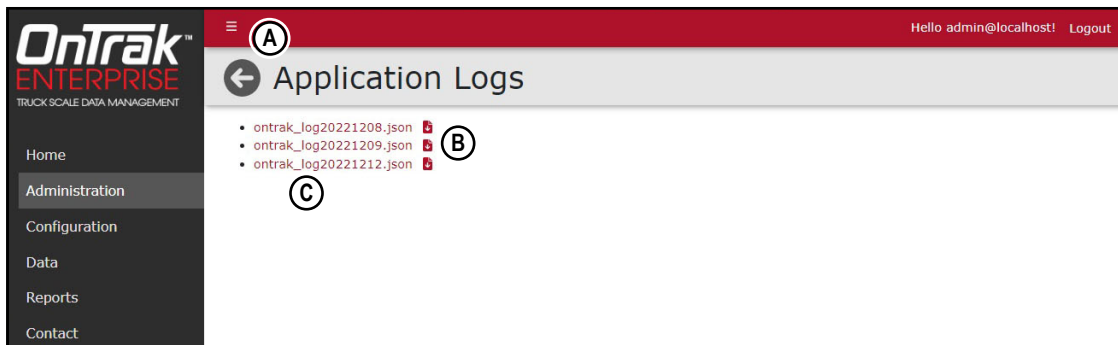 OnTrak™
ENTERPRISE
TRUCK SCALE DATA MANAGEMENT
Home
Administration
Configuration
Data
Reports
Contact
☰
A
Hello admin@localhost! Logout
Application Logs
• ontrak_log20221208.json
• ontrak_log20221209.json
B
• ontrak_log20221212.json
C